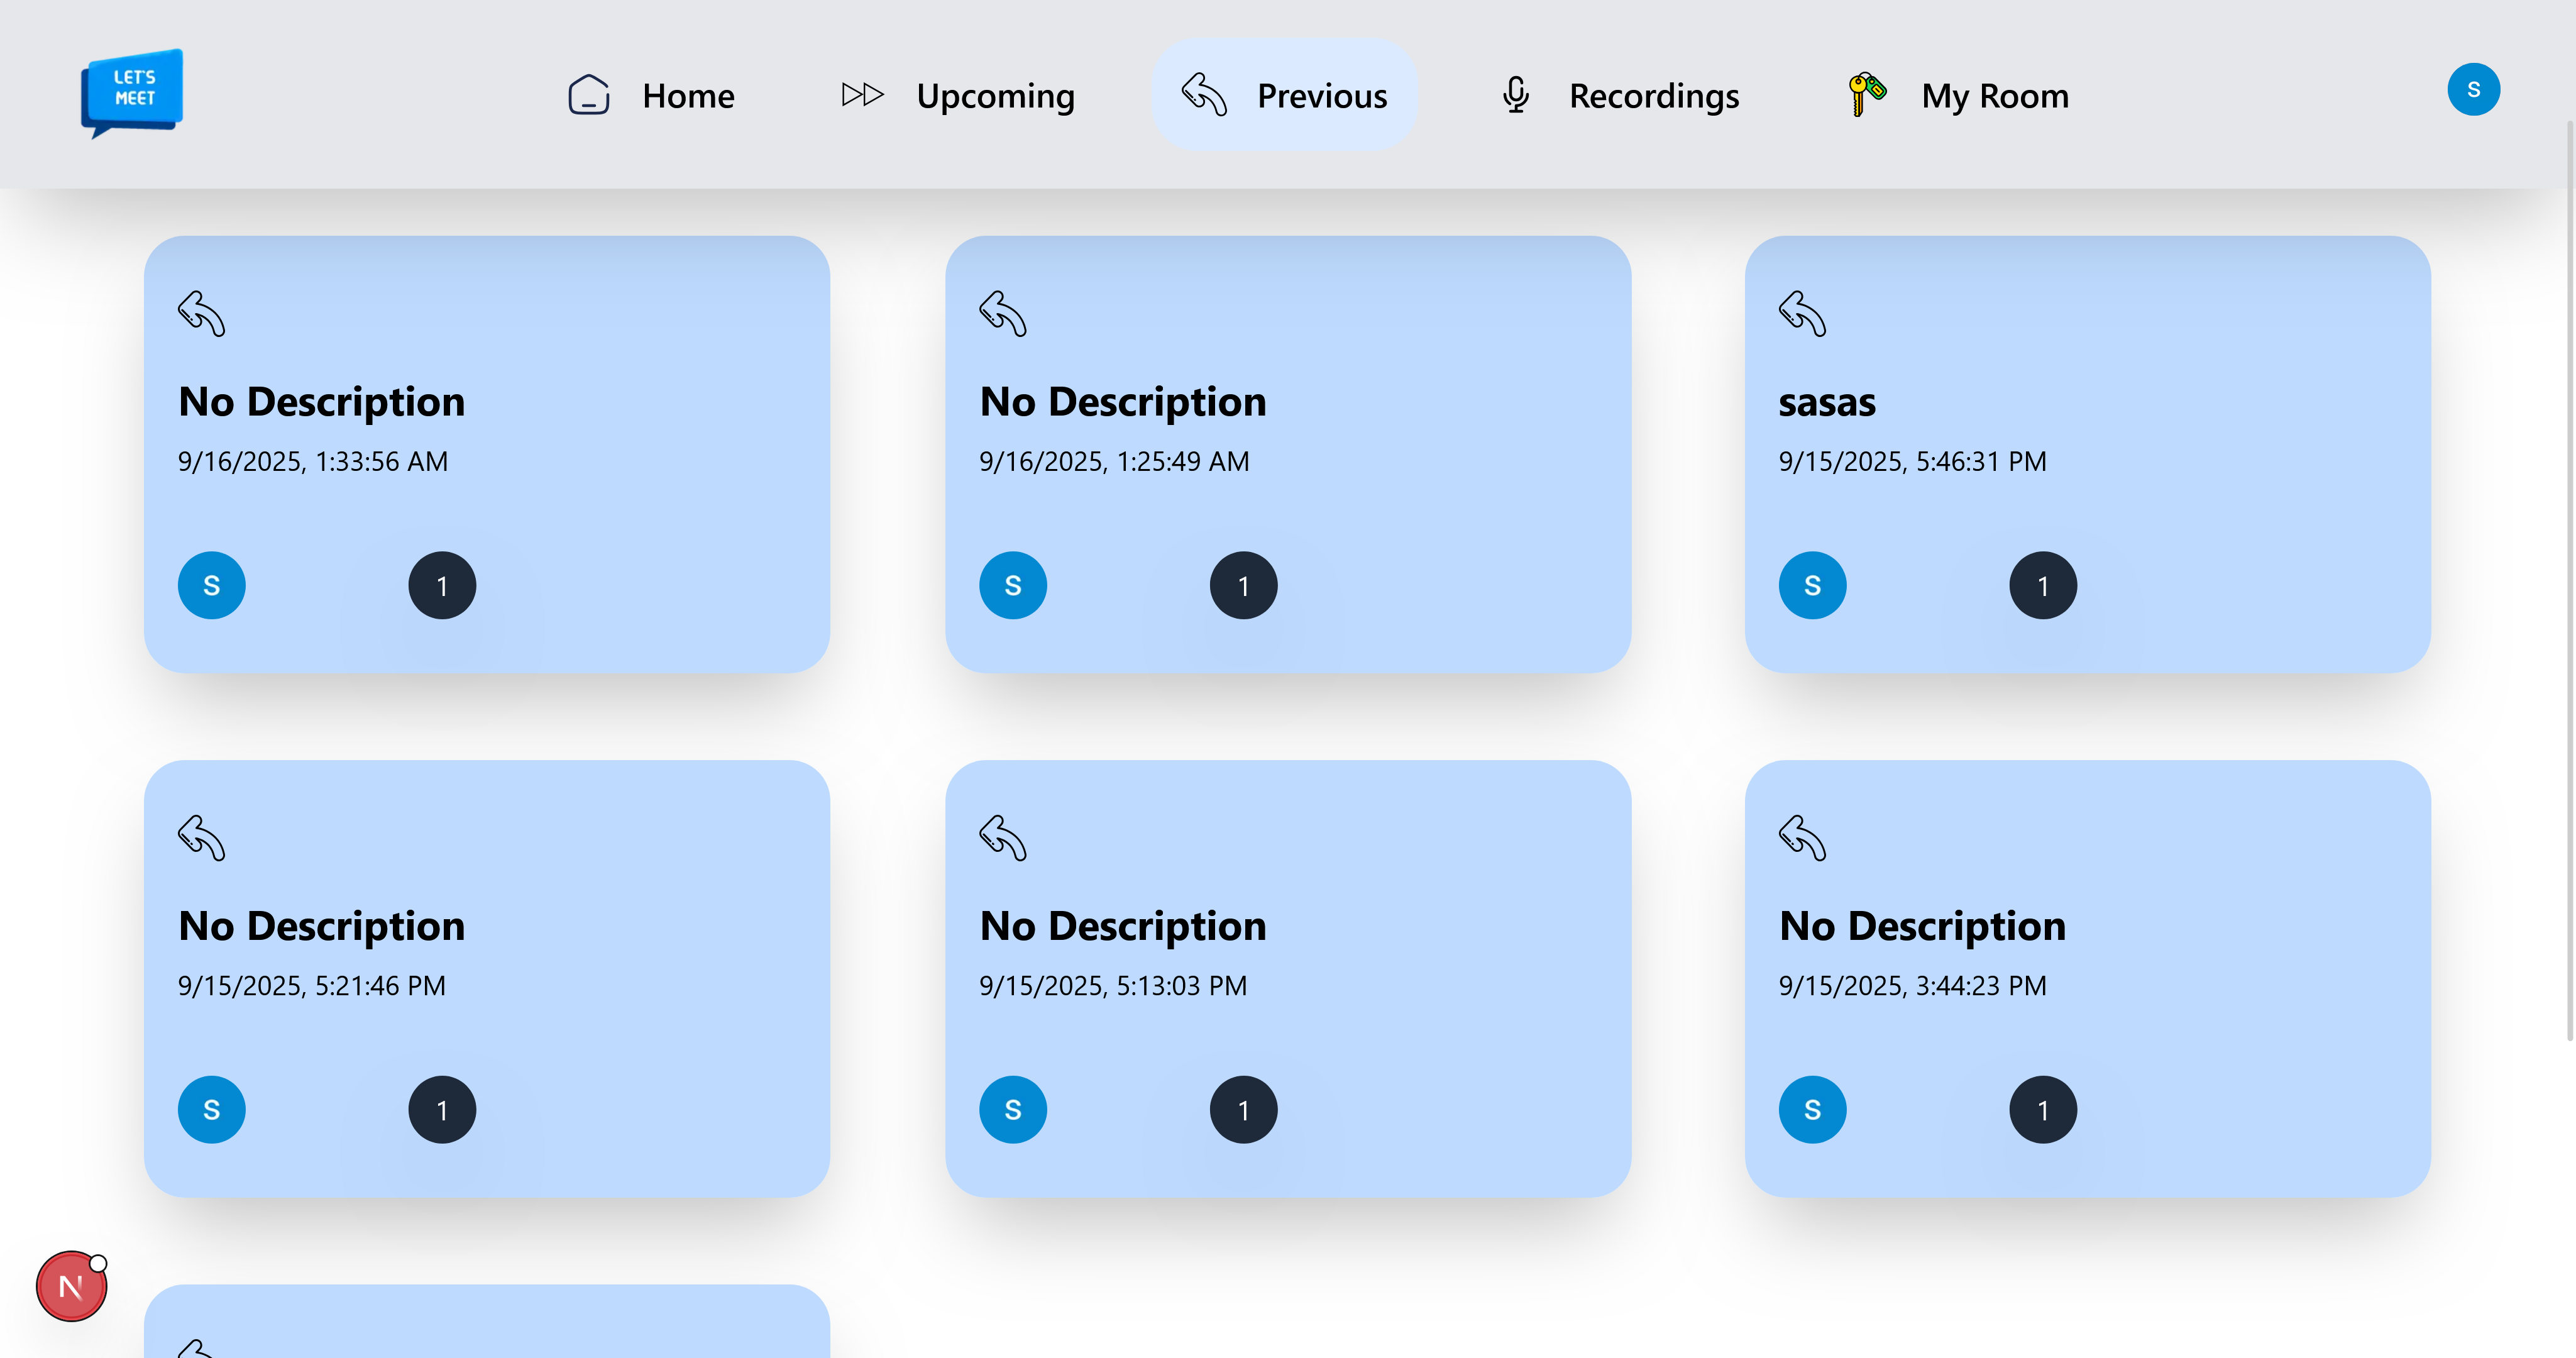 LET'S
MEET
Home
Upcoming
Previous
Recordings
My Room
S
No Description
9/16/2025, 1:33:56 AM
S
1
No Description
9/16/2025, 1:25:49 AM
S
1
sasas
9/15/2025, 5:46:31 PM
S
1
No Description
9/15/2025, 5:21:46 PM
S
1
No Description
9/15/2025, 5:13:03 PM
S
1
No Description
9/15/2025, 3:44:23 PM
S
1
N